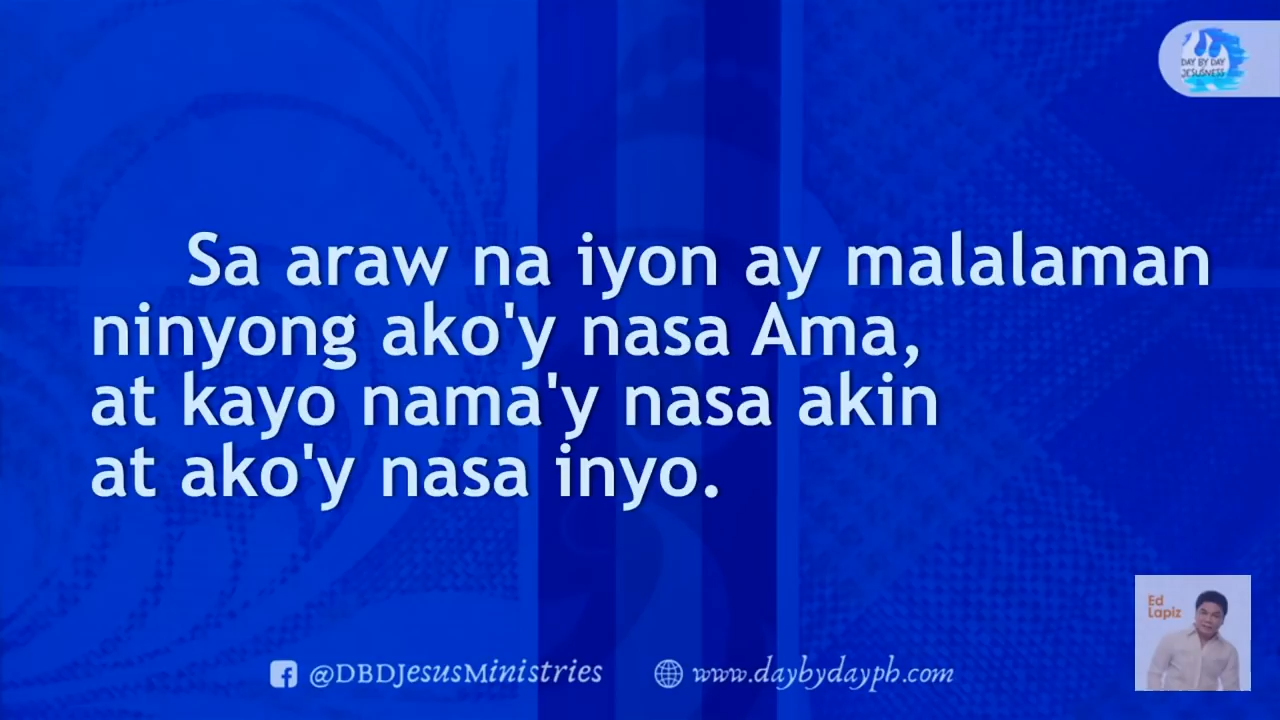 DAY BY DAY
JESUSNESS
Sa araw na iyon ay malalaman
ninyong ako'y nasa Ama,
at kayo nama'y nasa akin
at ako'y nasa inyo.
Ed
Lapiz
@DBDJesusMinistries
www.daybydayph.com